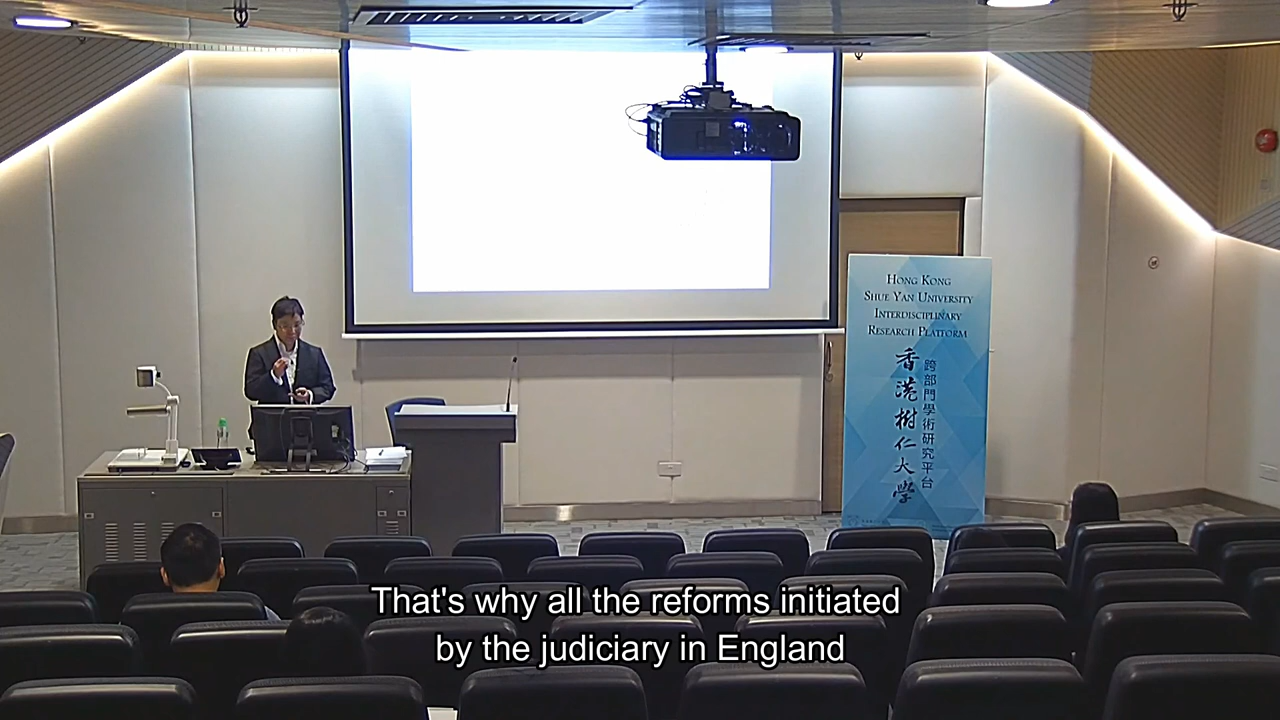 HONG KONG
SHUE YAN UNIVERSITY
INTERDISCIPLINARY
RESEARCH PLATFORM
香港樹仁大學
跨部門學術研究平台
That's why all the reforms initiated
by the judiciary in England